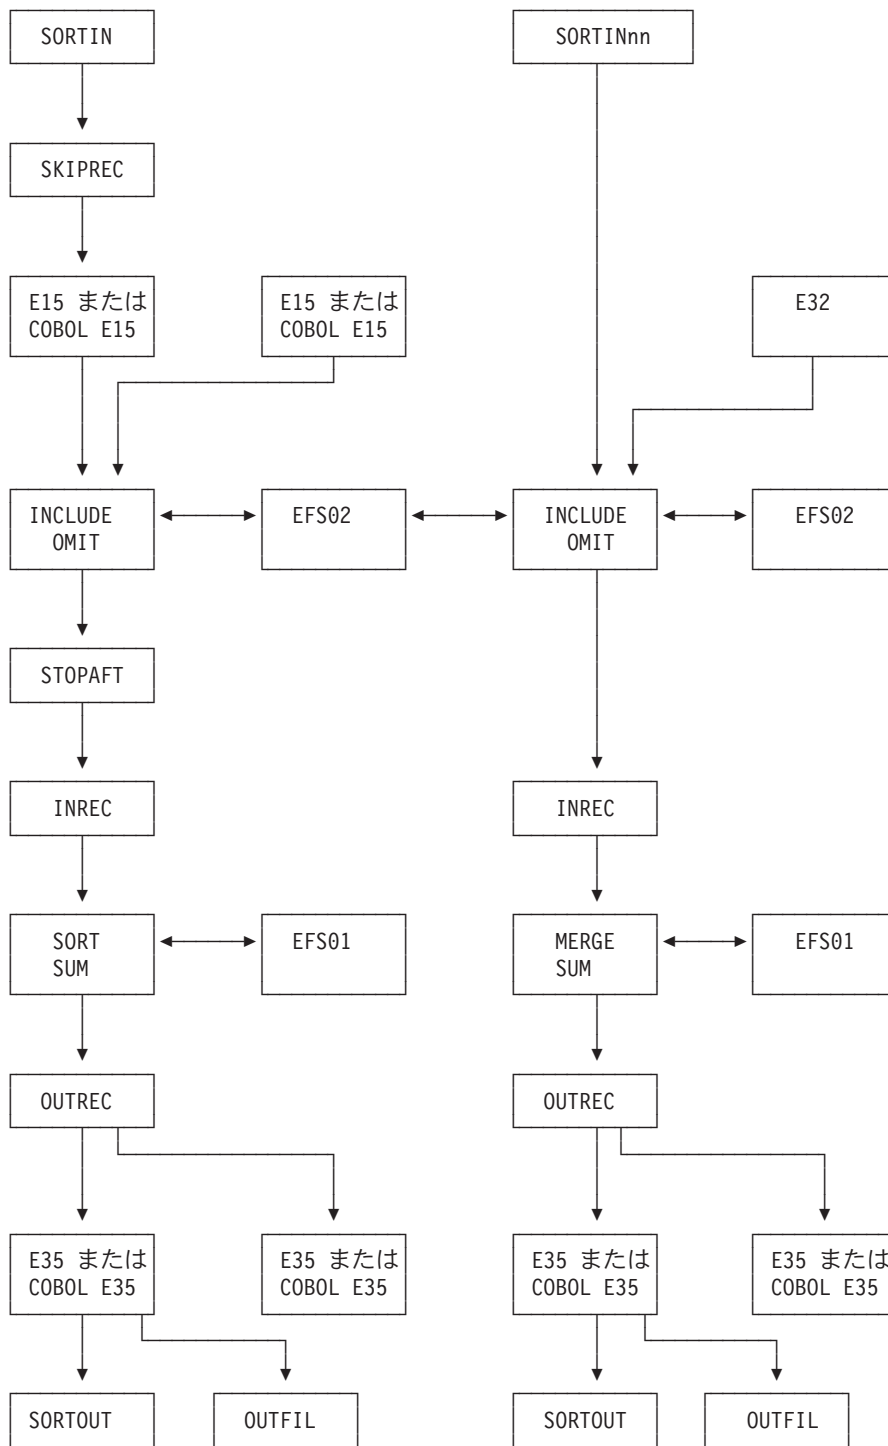 SORTIN
SORTINnn
SKIPREC
E15 または
COBOL E15
E15 または
COBOL E15
E32
INCLUDE
OMIT
EFS02
INCLUDE
OMIT
EFS02
STOPAFT
INREC
INREC
SORT
SUM
EFS01
MERGE
SUM
EFS01
OUTREC
OUTREC
E35 または
COBOL E35
E35 または
COBOL E35
E35 または
COBOL E35
E35 または
COBOL E35
SORTOUT
OUTFIL
SORTOUT
OUTFIL